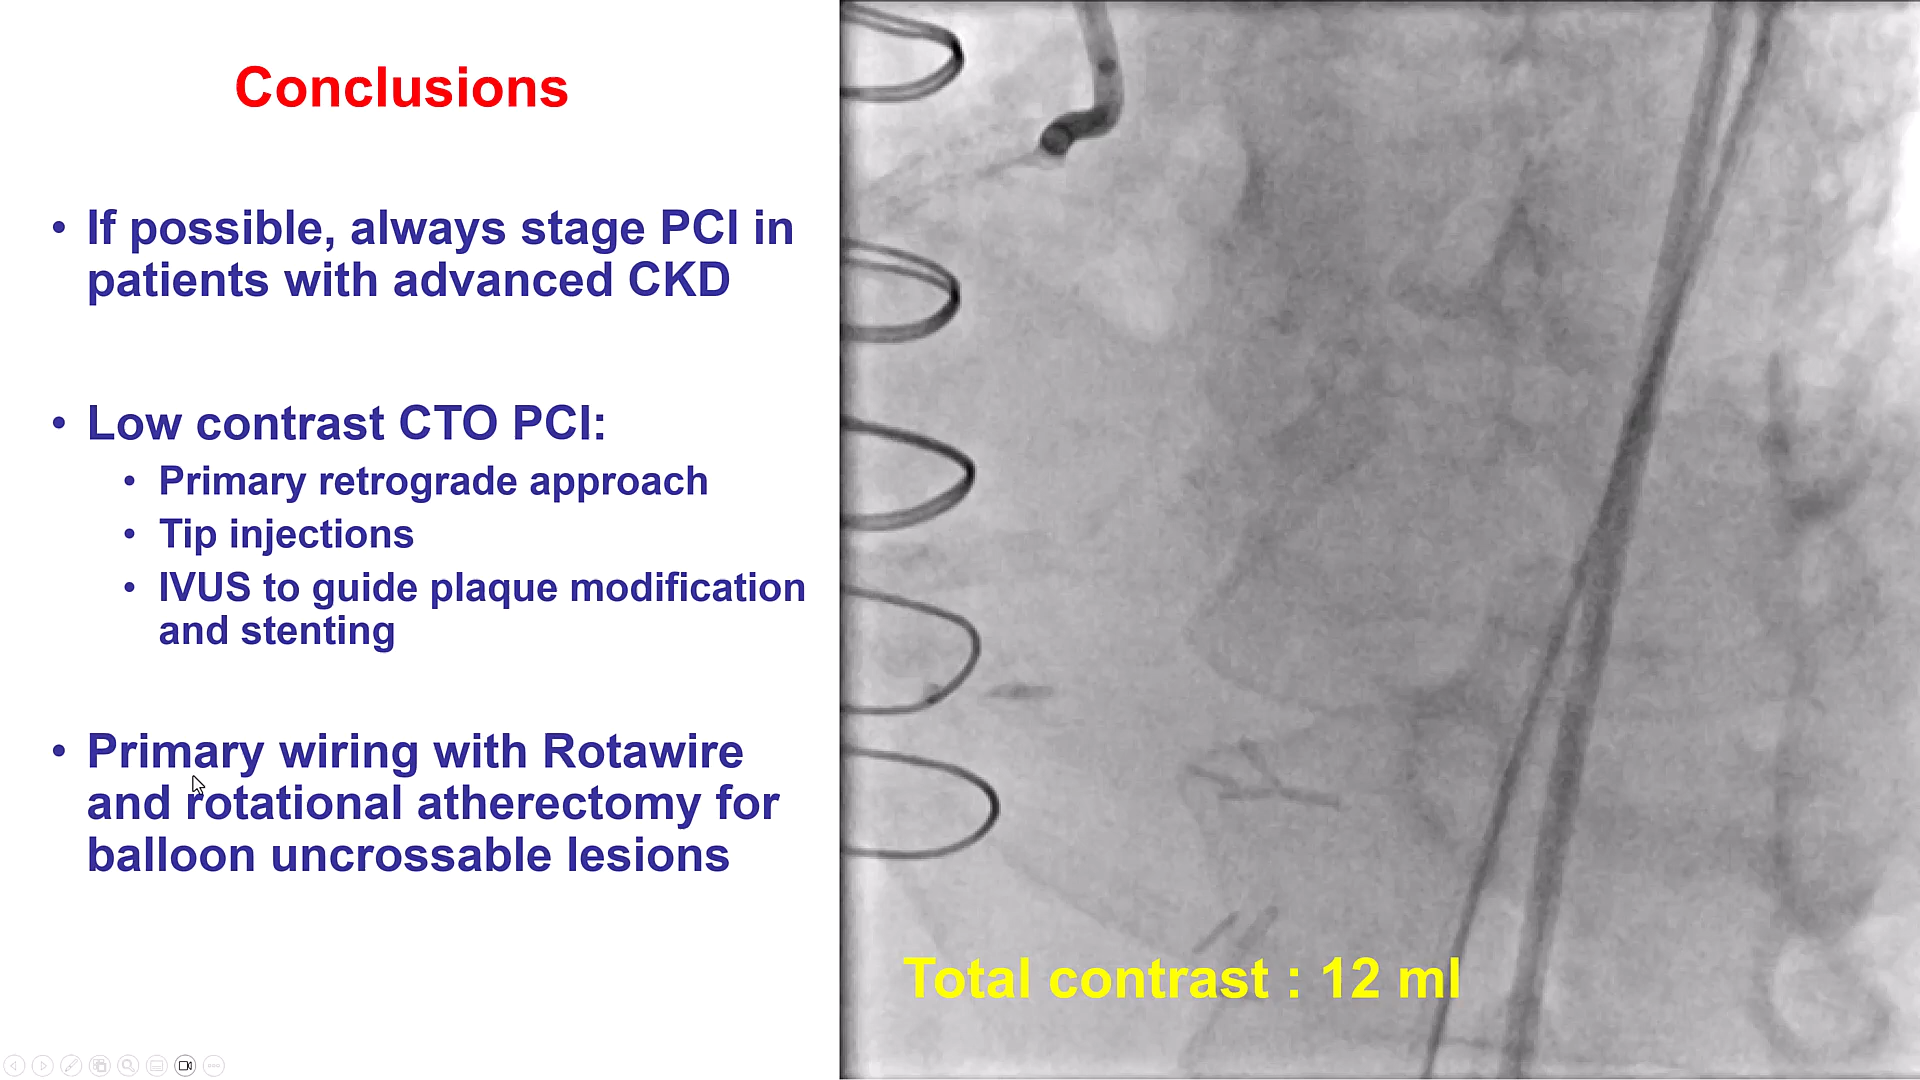 Conclusions
• If possible, always stage PCI in
patients with advanced CKD
• Low contrast CTO PCI:
• Primary retrograde approach
• Tip injections
• IVUS to guide plaque modification
and stenting
• Primary wiring with Rotawire
and rotational atherectomy for
balloon uncrossable lesions
Total contrast : 12 ml